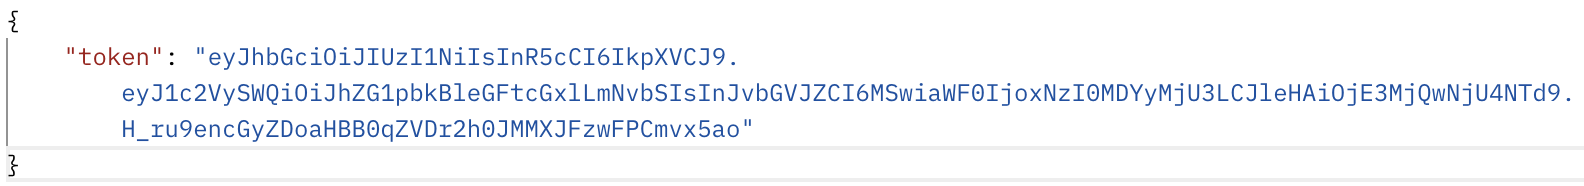 {
"token": "eyJhbGciOiJIUzI1NiIsInR5cCI6IkpXVCJ9.
eyJ1c2VySWQiOiJhZG1pbkBleGFtcGxlLmNvbSIsInJvbGVJZCI6MSwiaWF0IjoxNzI0MDYyMjU3LCJleHAiOjE3MjQwNjU4NTd9.
H_ru9encGyZDoaHBB0qZVDr2h0JMMXJFzwFPCmvx5ao"
}